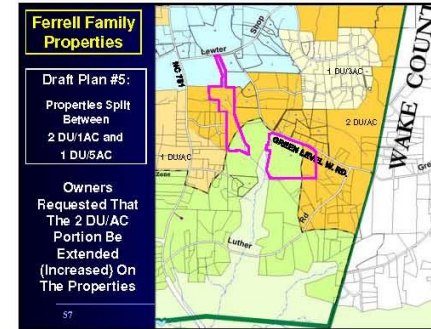 Ferrell Family
Properties
Draft Plan #5:
Properties Split
Between
2 DU/1AC and
1 DU/5AC
Owners
Requested That
The 2 DU/AC
Portion Be
Extended
(Increased) On
The Properties
57
Lewter
Shop
NC 751
1 DU/3AC
2 DU/AC
1 DU/AC
GREEN LEVEL W. RD.
WAKE COUNT
Gre
Luther
Rd